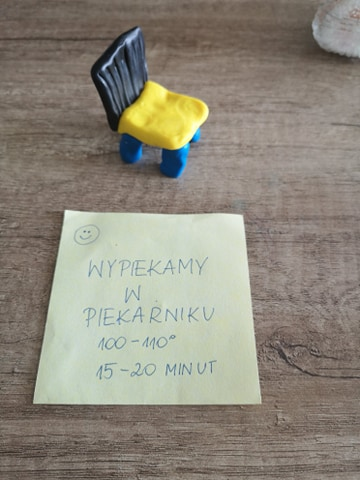 WYPIEKAMY
W
PIEKARNIKU
100-110°
15-20 MINUT